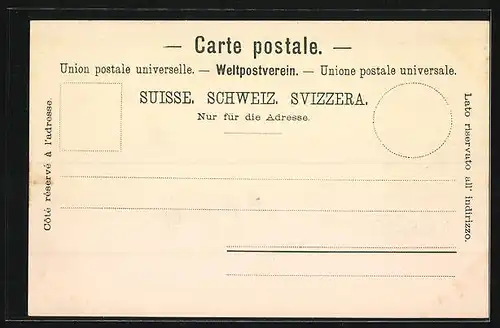 — Carte postale. —
Union postale universelle. — Weltpostverein. — Unione postale universale.
SUISSE. SCHWEIZ. SVIZZERA.
Nur für die Adresse.
Côté réservé à l'adresse.
Lato riservato all' indirizzo.